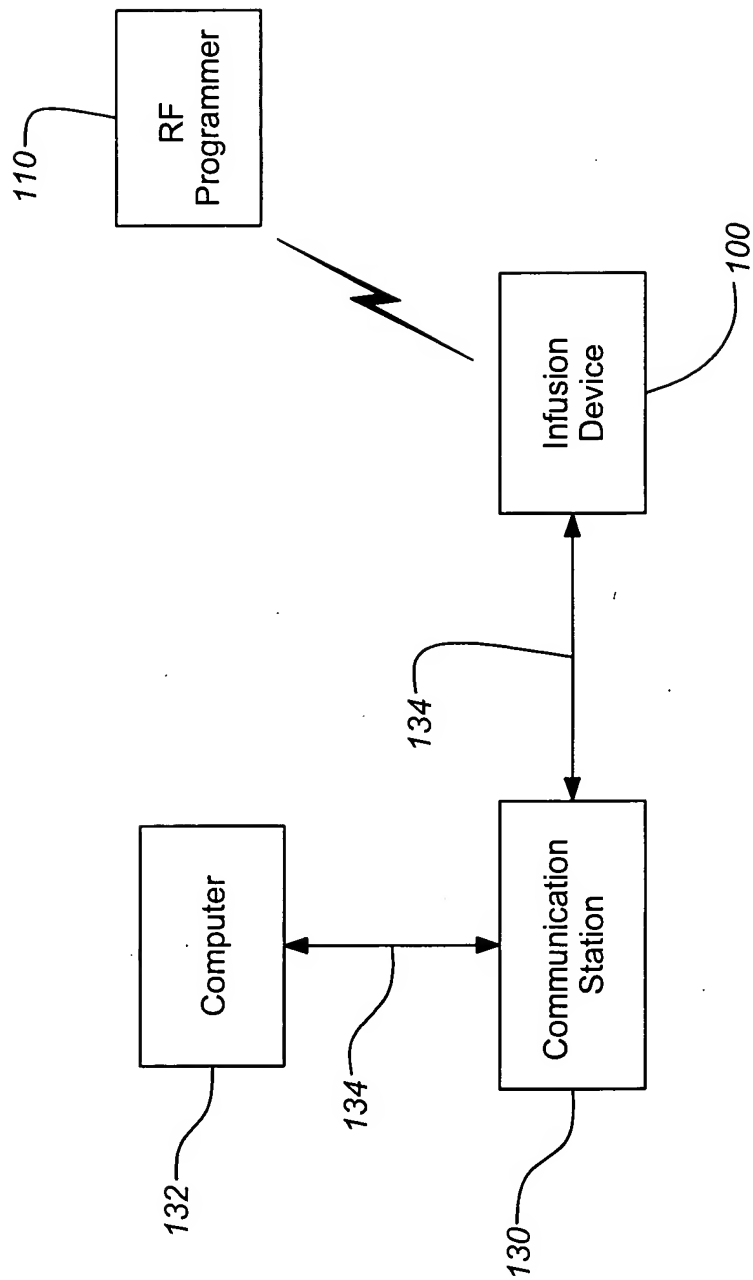 110
RF
Programmer
132
Computer
134
134
Infusion
Device
100
Communication
Station
130